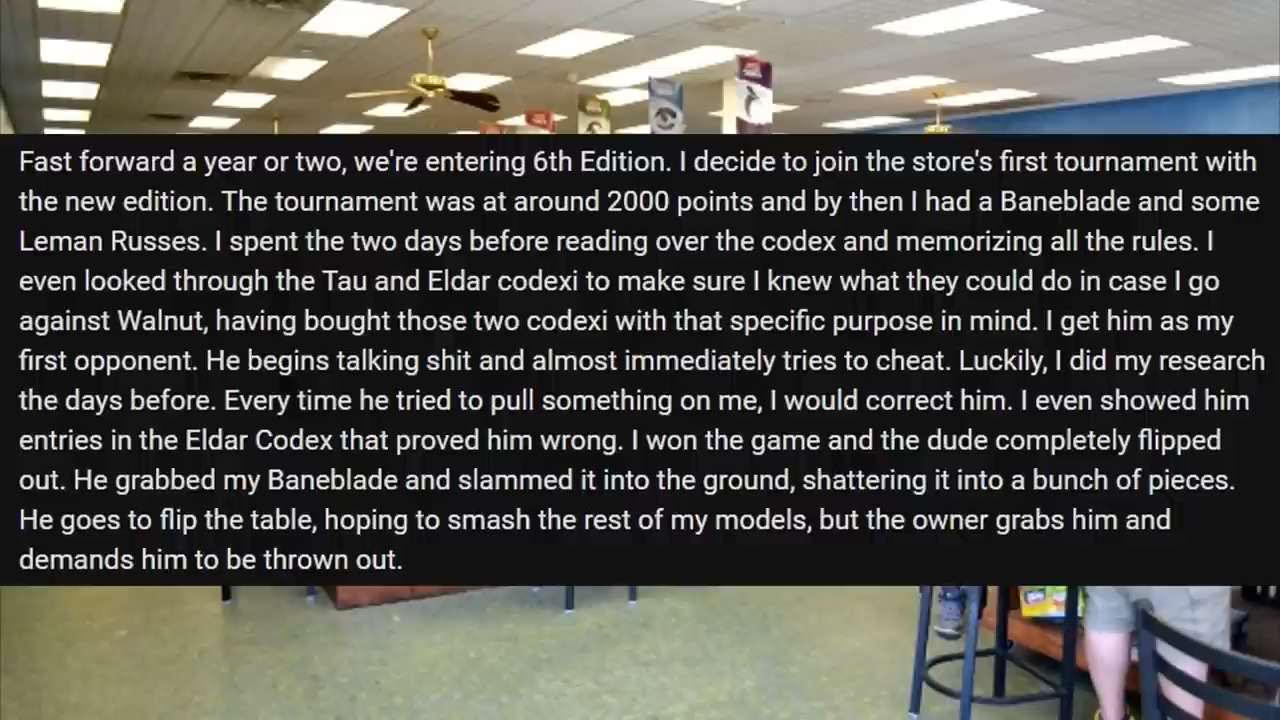 Fast forward a year or two, we're entering 6th Edition. I decide to join the store's first tournament with
the new edition. The tournament was at around 2000 points and by then I had a Baneblade and some
Leman Russes. I spent the two days before reading over the codex and memorizing all the rules. I
even looked through the Tau and Eldar codexi to make sure I knew what they could do in case I go
against Walnut, having bought those two codexi with that specific purpose in mind. I get him as my
first opponent. He begins talking shit and almost immediately tries to cheat. Luckily, I did my research
the days before. Every time he tried to pull something on me, I would correct him. I even showed him
entries in the Eldar Codex that proved him wrong. I won the game and the dude completely flipped
out. He grabbed my Baneblade and slammed it into the ground, shattering it into a bunch of pieces.
He goes to flip the table, hoping to smash the rest of my models, but the owner grabs him and
demands him to be thrown out.